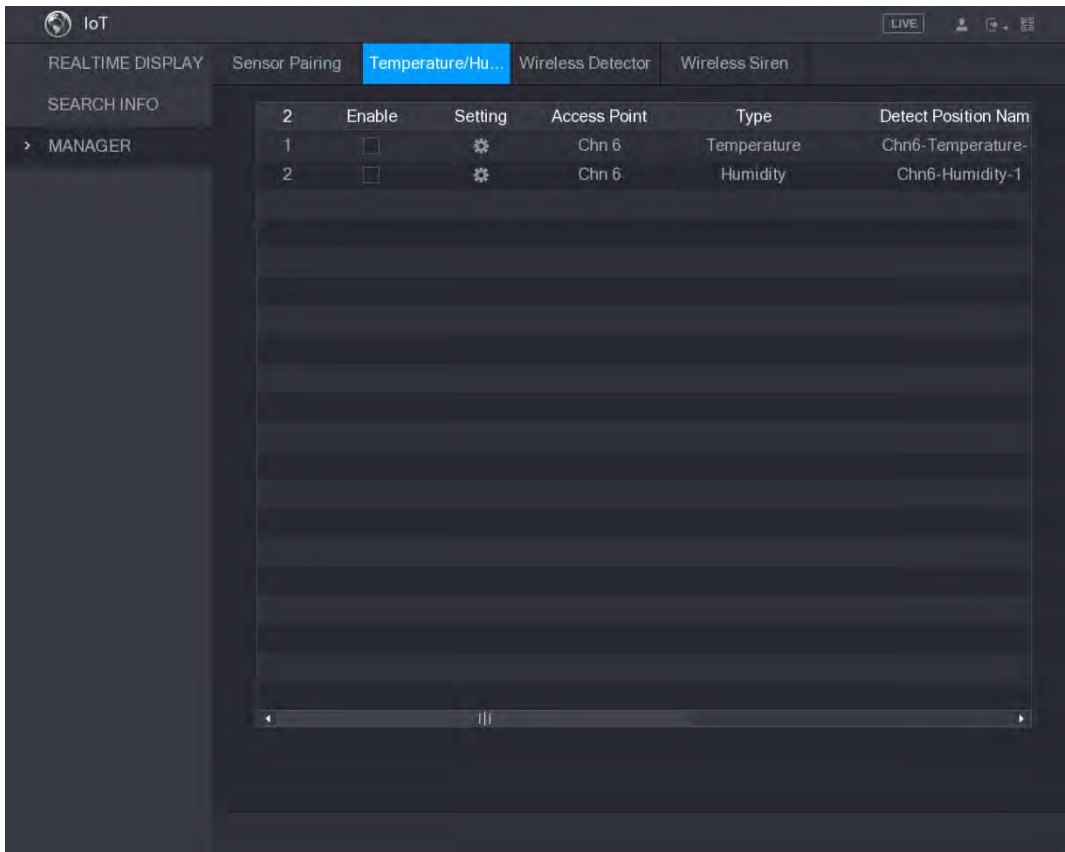 IoT
LIVE
REALTIME DISPLAY
SEARCH INFO
MANAGER
Sensor Pairing Temperature/Hu... Wireless Detector Wireless Siren
2 Enable Setting Access Point Type Detect Position Nam
1 Chn 6 Temperature Chn6-Temperature-
2 Chn 6 Humidity Chn6-Humidity-1